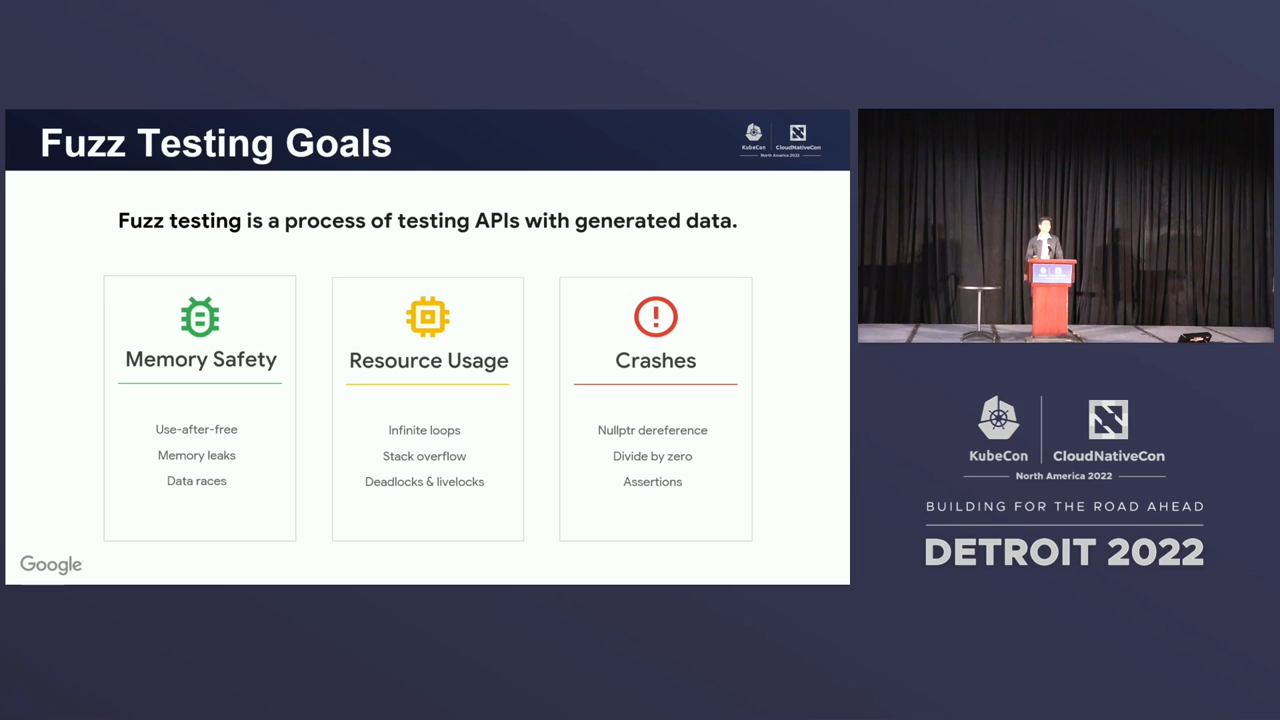 Fuzz Testing Goals
KubeCon
CloudNativeCon
North America 2022
Fuzz testing is a process of testing APIs with generated data.
Memory Safety
Use-after-free
Memory leaks
Data races
Resource Usage
Infinite loops
Stack overflow
Deadlocks & livelocks
Crashes
Nullptr dereference
Divide by zero
Assertions
Google
KubeCon
CloudNativeCon
North America 2022
BUILDING FOR THE ROAD AHEAD
DETROIT 2022